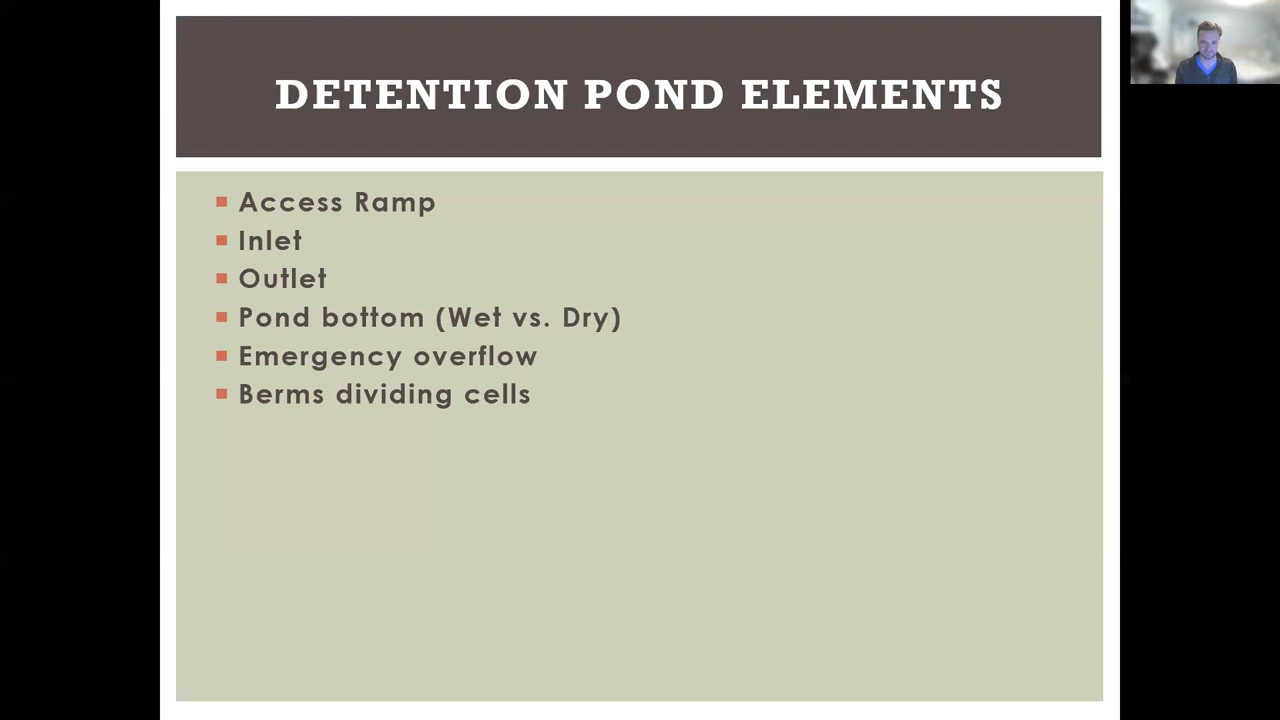 DETENTION POND ELEMENTS
Access Ramp
Inlet
Outlet
Pond bottom (Wet vs. Dry)
Emergency overflow
Berms dividing cells